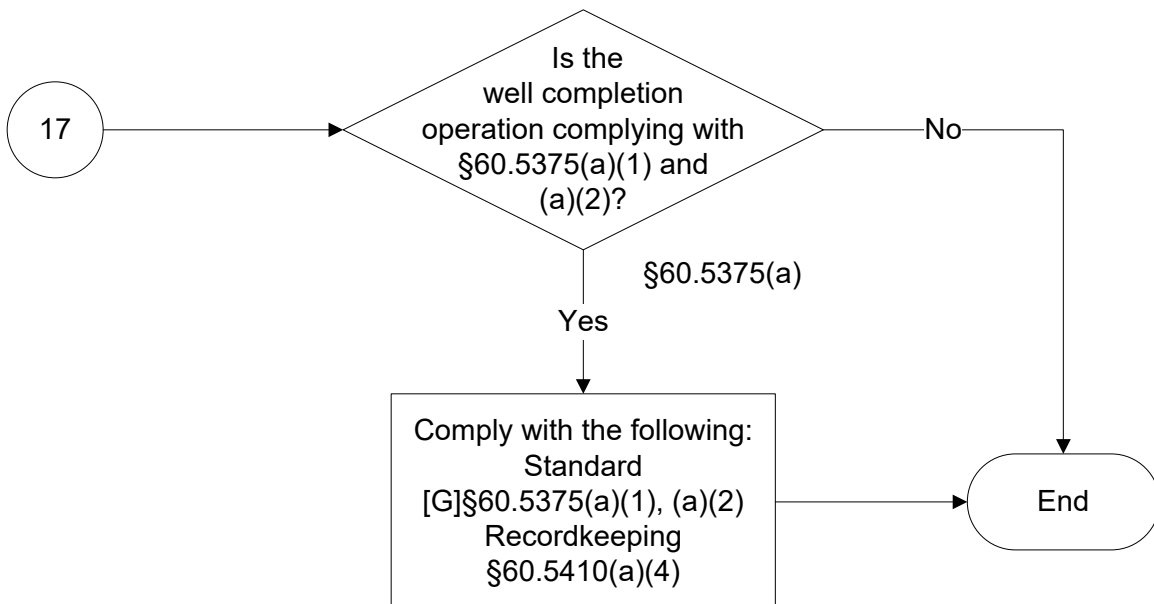 17
Is the
well completion
operation complying with
§60.5375(a)(1) and
(a)(2)?
No
§60.5375(a)
Yes
Comply with the following:
Standard
[G]§60.5375(a)(1), (a)(2)
Recordkeeping
§60.5410(a)(4)
End